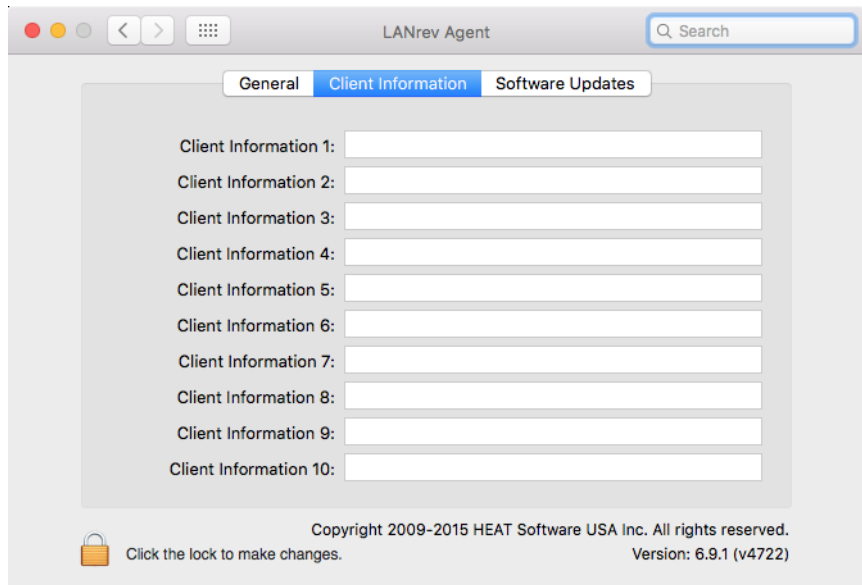 LANrev Agent
Search
General Client Information Software Updates
Client Information 1:
Client Information 2:
Client Information 3:
Client Information 4:
Client Information 5:
Client Information 6:
Client Information 7:
Client Information 8:
Client Information 9:
Client Information 10:
Copyright 2009-2015 HEAT Software USA Inc. All rights reserved.
Click the lock to make changes. Version: 6.9.1 (v4722)